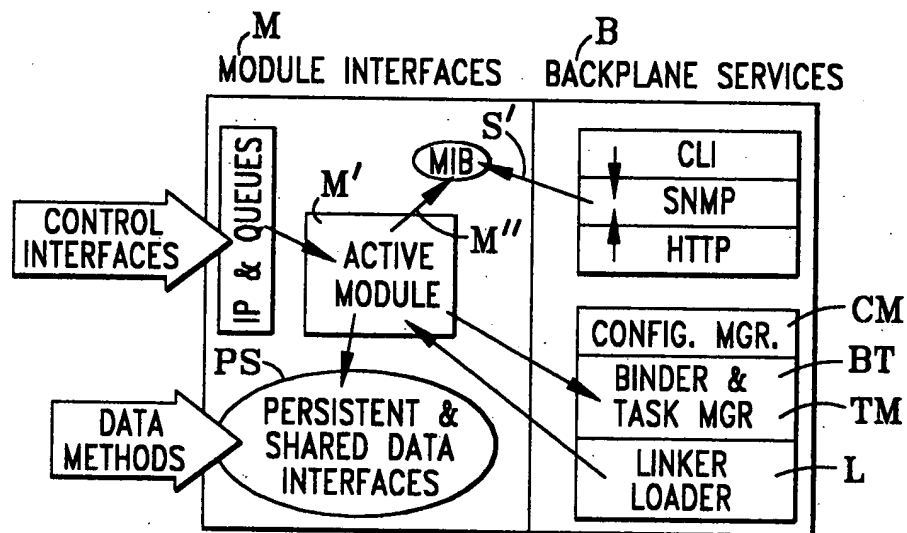 M
B
MODULE INTERFACES
BACKPLANE SERVICES
CONTROL
INTERFACES
IP & QUEUES
M'
MIB
S'
M"
ACTIVE
MODULE
CLI
SNMP
HTTP
PS
DATA
METHODS
PERSISTENT &
SHARED DATA
INTERFACES
CONFIG. MGR.
CM
BINDER &
TASK MGR
BT
TM
LINKER
LOADER
L